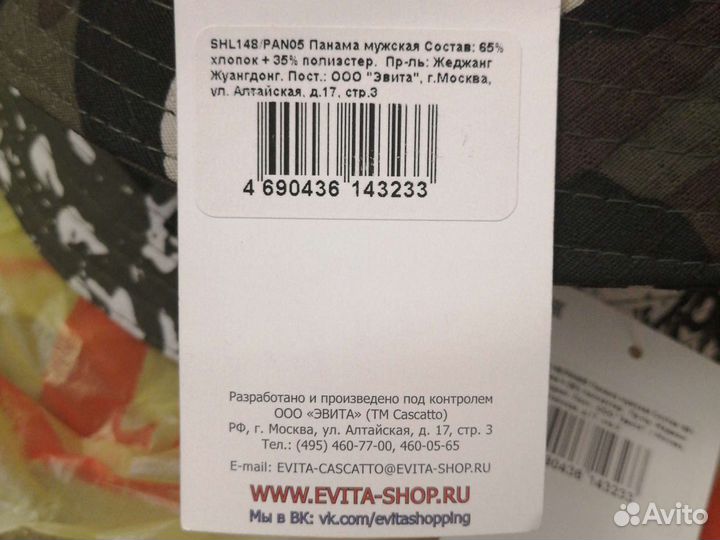 SHL148/PAN05 Панама мужская Состав: 65%
хлопок + 35% полиэстер. Пр-ль: Жеджанг
Жуангдонг. Пост.: ООО "Эвита", г.Москва,
ул. Алтайская, д.17, стр.3
4 690436 143233
Разработано и произведено под контролем
ООО «ЭВИТА» (ТМ Cascatto)
РФ, г. Москва, ул. Алтайская, д. 17, стр. 3
Тел.: (495) 460-77-00, 460-05-65
E-mail: EVITA-CASCATTO@EVITA-SHOP.RU
WWW.EVITA-SHOP.RU
Мы в ВК: vk.com/evitashopping
690436 143233
Avito